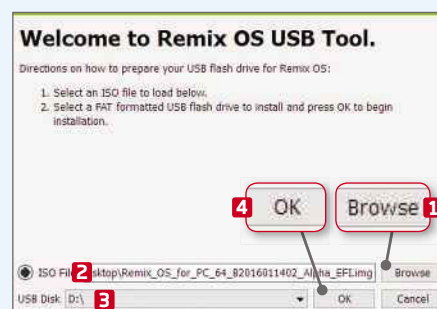 Welcome to Remix OS USB Tool.
Directions on how to prepare your USB flash drive for Remix OS:
1. Select an ISO file to load below.
2. Select a FAT formatted USB flash drive to install and press OK to begin
installation.
4 OK Browse 1
ISO Fil 2 sktop\Remix_OS_for_PC_64_B2016011402_Alpha_EFI.img Browse
USB Disk D:\ 3 OK Cancel